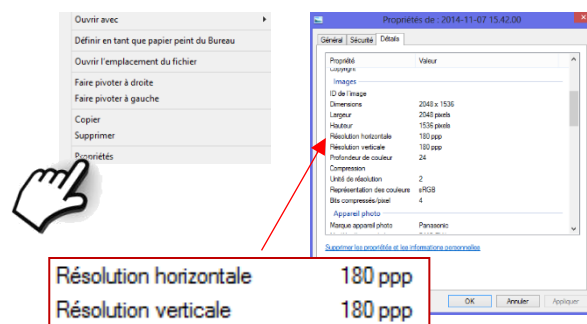 Ouvrir avec
Définir en tant que papier peint du Bureau
Ouvrir l'emplacement du fichier
Faire pivoter à droite
Faire pivoter à gauche
Copier
Supprimer
Propriétés
Propriétés de : 2014-11-07 15.42.00
Général Sécurité Détails
Propriété Valeur
Copyright
Images
ID de l'image
Dimensions 2048 x 1536
Largeur 2048 pixels
Hauteur 1536 pixels
Résolution horizontale 180 ppp
Résolution verticale 180 ppp
Profondeur de couleur 24
Compression
Unité de résolution 2
Représentation des couleurs sRGB
Bits compressés/pixel 4
Appareil photo
Marque appareil photo Panasonic
Supprimer les propriétés et les informations personnelles
OK Annuler Appliquer
Résolution horizontale 180 ppp
Résolution verticale 180 ppp